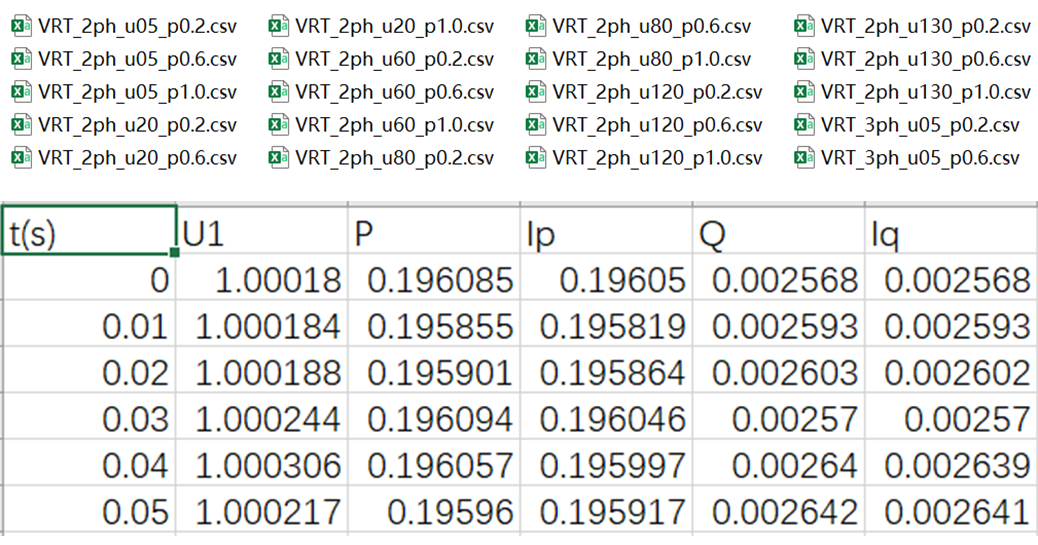 VRT_2ph_u05_p0.2.csv VRT_2ph_u20_p1.0.csv VRT_2ph_u80_p0.6.csv VRT_2ph_u130_p0.2.csv
VRT_2ph_u05_p0.6.csv VRT_2ph_u60_p0.2.csv VRT_2ph_u80_p1.0.csv VRT_2ph_u130_p0.6.csv
VRT_2ph_u05_p1.0.csv VRT_2ph_u60_p0.6.csv VRT_2ph_u120_p0.2.csv VRT_2ph_u130_p1.0.csv
VRT_2ph_u20_p0.2.csv VRT_2ph_u60_p1.0.csv VRT_2ph_u120_p0.6.csv VRT_3ph_u05_p0.2.csv
VRT_2ph_u20_p0.6.csv VRT_2ph_u80_p0.2.csv VRT_2ph_u120_p1.0.csv VRT_3ph_u05_p0.6.csv
t(s) U1 P Ip Q Iq
0 1.00018 0.196085 0.19605 0.002568 0.002568
0.01 1.000184 0.195855 0.195819 0.002593 0.002593
0.02 1.000188 0.195901 0.195864 0.002603 0.002602
0.03 1.000244 0.196094 0.196046 0.00257 0.00257
0.04 1.000306 0.196057 0.195997 0.00264 0.002639
0.05 1.000217 0.19596 0.195917 0.002642 0.002641